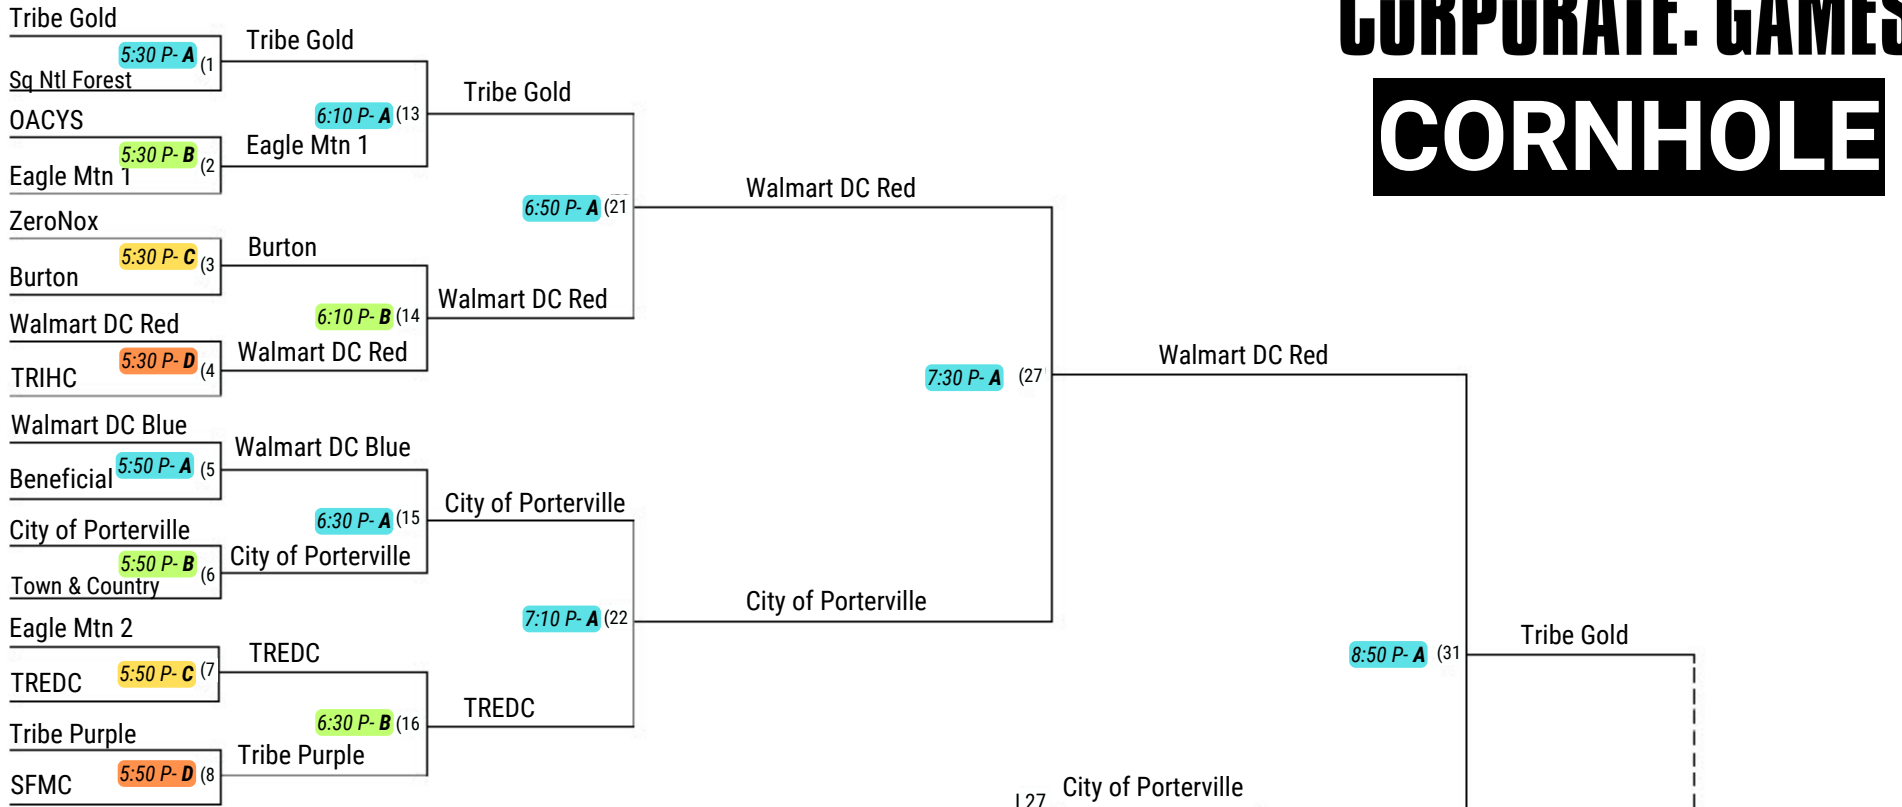 CORPORATE. GAMES
CORNHOLE
Tribe Gold
5:30 P- A (1
Sq Ntl Forest
OACYS
5:30 P- B (2
Eagle Mtn 1
ZeroNox
5:30 P- C (3
Burton
Walmart DC Red
5:30 P- D (4
TRIHC
Walmart DC Blue
5:50 P- A (5
Beneficial
City of Porterville
5:50 P- B (6
Town & Country
Eagle Mtn 2
5:50 P- C (7
TREDC
Tribe Purple
5:50 P- D (8
SFMC
Tribe Gold
6:10 P- A (13
Eagle Mtn 1
Burton
6:10 P- B (14
Walmart DC Red
Walmart DC Blue
6:30 P- A (15
City of Porterville
TREDC
6:30 P- B (16
Tribe Purple
Tribe Gold
6:50 P- A (21
Walmart DC Red
City of Porterville
7:10 P- A (22
TREDC
Walmart DC Red
7:30 P- A (27
City of Porterville
Walmart DC Red
8:50 P- A (31
Tribe Gold
L27
City of Porterville